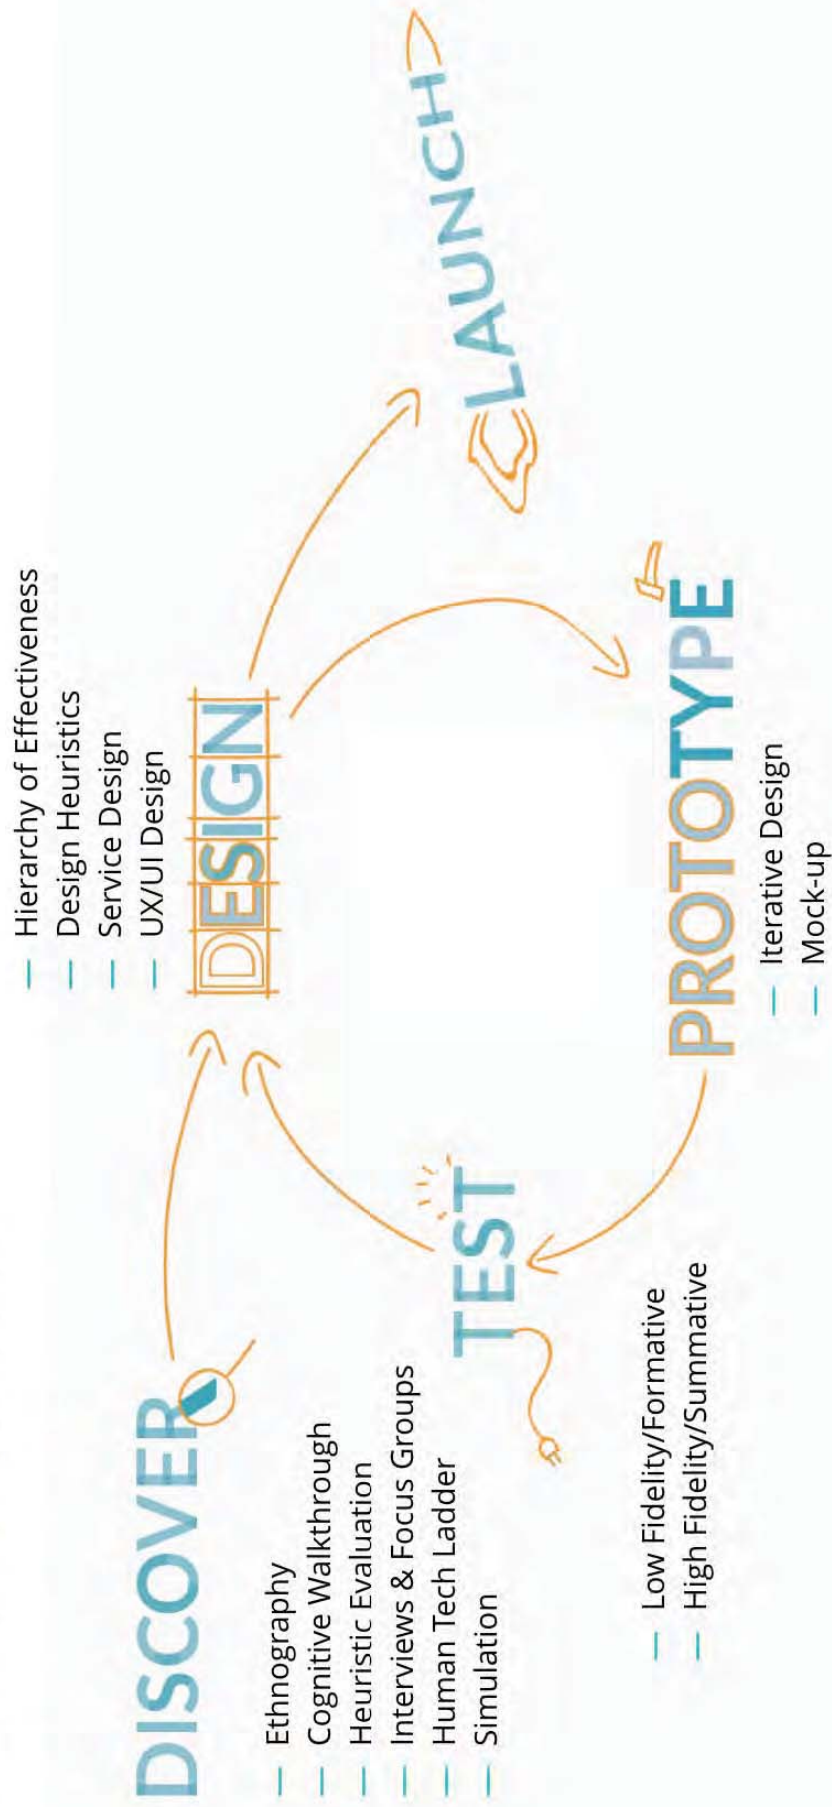 DISCOVER
— Ethnography
— Cognitive Walkthrough
— Heuristic Evaluation
— Interviews & Focus Groups
— Human Tech Ladder
— Simulation
— Hierarchy of Effectiveness
— Design Heuristics
— Service Design
— UX/UI Design
DESIGN
LAUNCH
PROTOTYPE
— Iterative Design
— Mock-up
TEST
— Low Fidelity/Formative
— High Fidelity/Summative